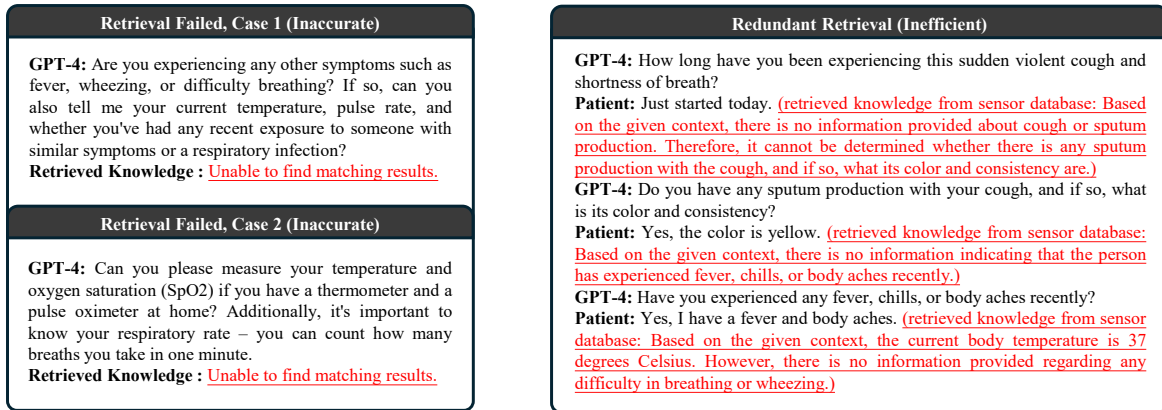 Retrieval Failed, Case 1 (Inaccurate)
GPT-4: Are you experiencing any other symptoms such as
fever, wheezing, or difficulty breathing? If so, can you
also tell me your current temperature, pulse rate, and
whether you've had any recent exposure to someone with
similar symptoms or a respiratory infection?
Retrieved Knowledge : Unable to find matching results.
Retrieval Failed, Case 2 (Inaccurate)
GPT-4: Can you please measure your temperature and
oxygen saturation (SpO2) if you have a thermometer and a
pulse oximeter at home? Additionally, it's important to
know your respiratory rate – you can count how many
breaths you take in one minute.
Retrieved Knowledge : Unable to find matching results.
Redundant Retrieval (Inefficient)
GPT-4: How long have you been experiencing this sudden violent cough and
shortness of breath?
Patient: Just started today. (retrieved knowledge from sensor database: Based
on the given context, there is no information provided about cough or sputum
production. Therefore, it cannot be determined whether there is any sputum
production with the cough, and if so, what its color and consistency are.)
GPT-4: Do you have any sputum production with your cough, and if so, what
is its color and consistency?
Patient: Yes, the color is yellow. (retrieved knowledge from sensor database:
Based on the given context, there is no information indicating that the person
has experienced fever, chills, or body aches recently.)
GPT-4: Have you experienced any fever, chills, or body aches recently?
Patient: Yes, I have a fever and body aches. (retrieved knowledge from sensor
database: Based on the given context, the current body temperature is 37
degrees Celsius. However, there is no information provided regarding any
difficulty in breathing or wheezing.)